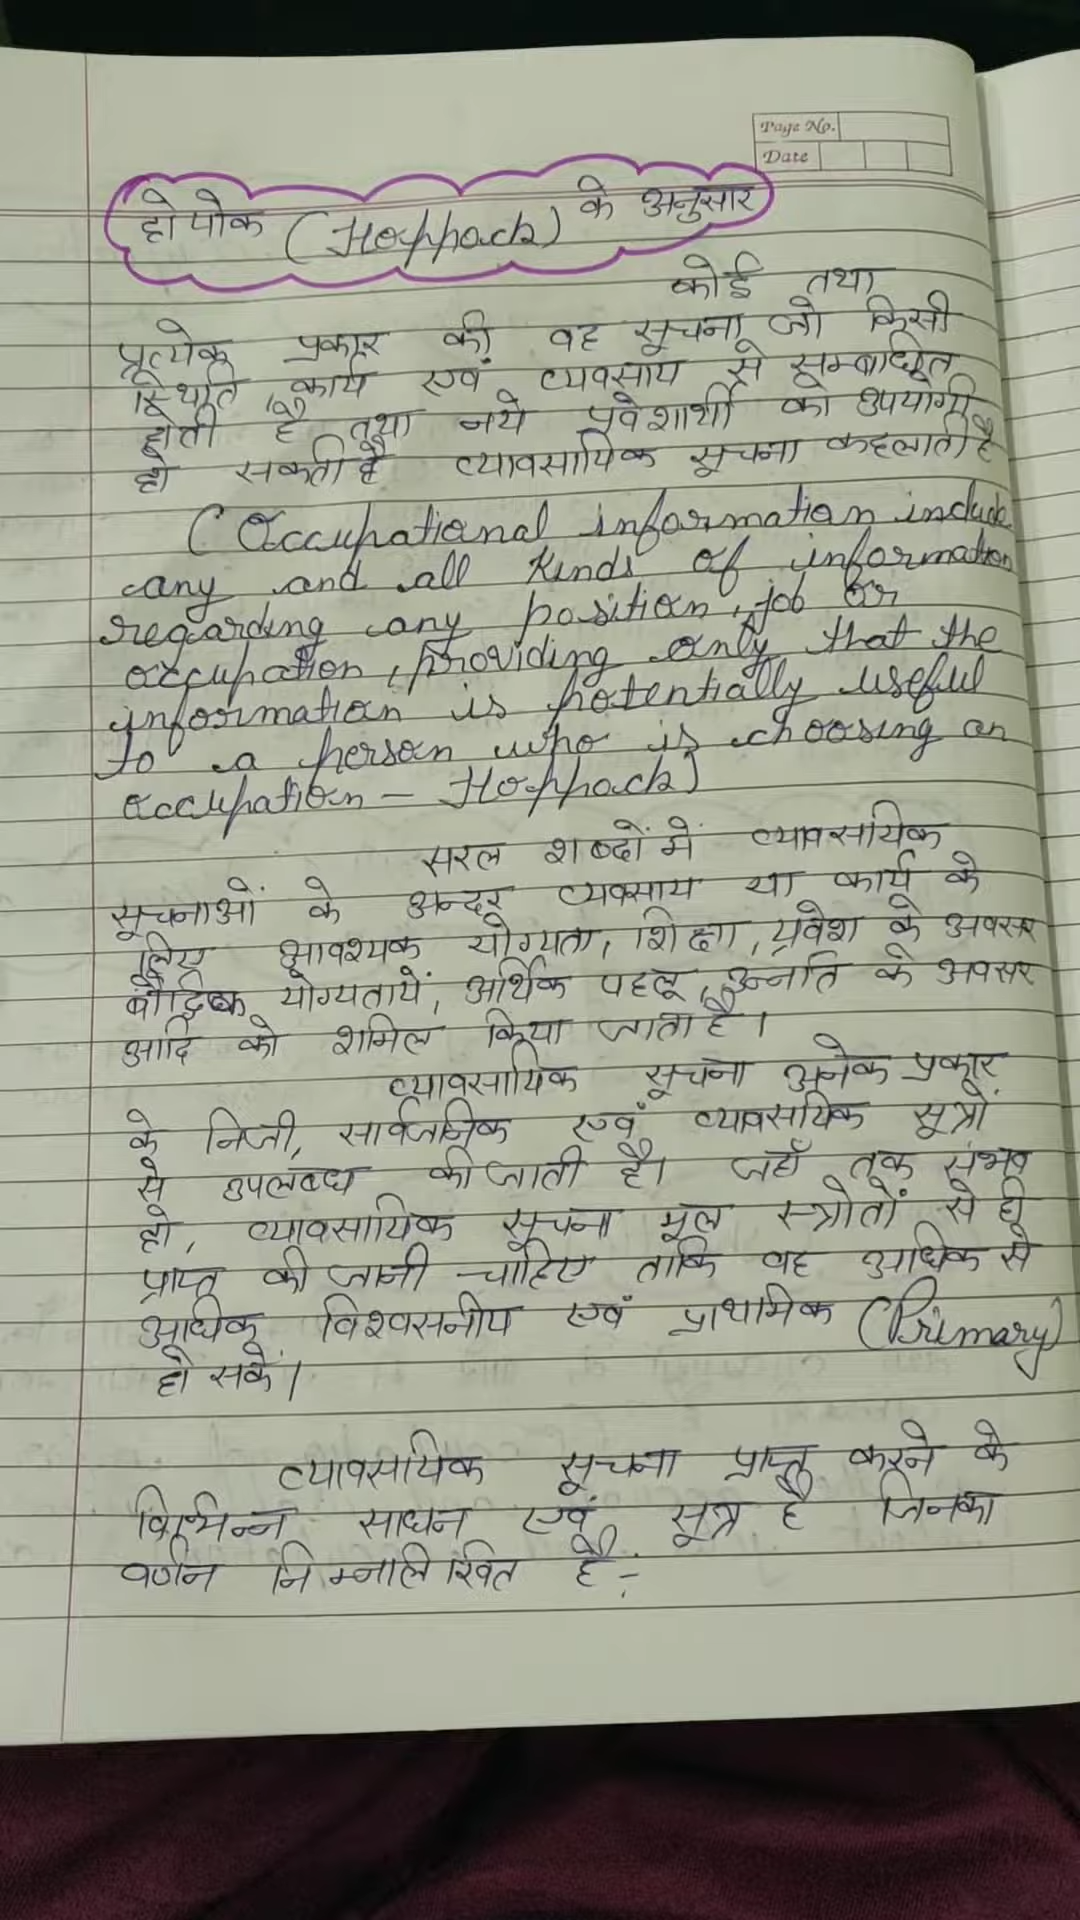 Page No.
Date
होपोक (Hoppock) के अनुसार
कोई तथा
प्रत्येक प्रकार की वह सूचना जो किसी
स्थिति, कार्य एवं व्यवसाय से सम्बन्धित
होती है तथा नये प्रवेशार्थी को उपयोगी
हो सकती है व्यावसायिक सूचना कहलाती है
(Occupational information include
any and all kinds of information
regarding any position, job or
occupation, providing only that the
information is potentially useful
to a person who is choosing an
occupation - Hoppock)
सरल शब्दों में व्यावसायिक
सूचनाओं के अन्दर व्यवसाय या कार्य के
लिए आवश्यक योग्यता, शिक्षा, प्रवेश के अवसर
बौद्धिक योग्यतायें, आर्थिक पहलू, उन्नति के अवसर
आदि को शमिल किया जाता है।
व्यावसायिक सूचना अनेक प्रकार
के निजी, सार्वजनिक एवं व्यावसयिक सूत्रों
से उपलब्ध की जाती है। जहाँ तक संभव
हो, व्यावसायिक सूचना मूल स्त्रोतों से ही
प्राप्त की जानी चाहिए ताकि वह अधिक से
अधिक विश्वसनीय एवं प्राथमिक (Primary)
हो सकें।
व्यावसायिक सूचना प्राप्त करने के
विभिन्न साधन एवं सूत्र है जिनका
वर्णन निम्नलिखित है -